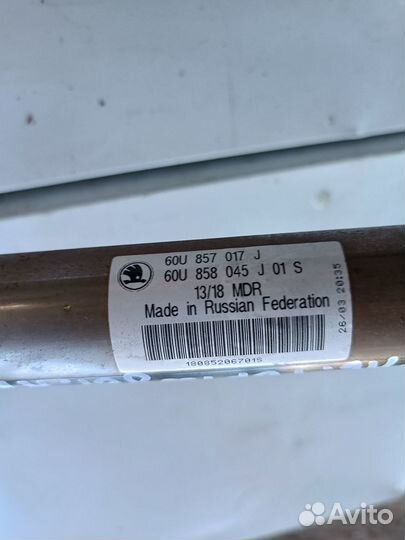 60U 857 017 J
60U 858 045 J 01 S
13/18 MDR
Made in Russian Federation
26/03 20:35
18085206701S
Avito